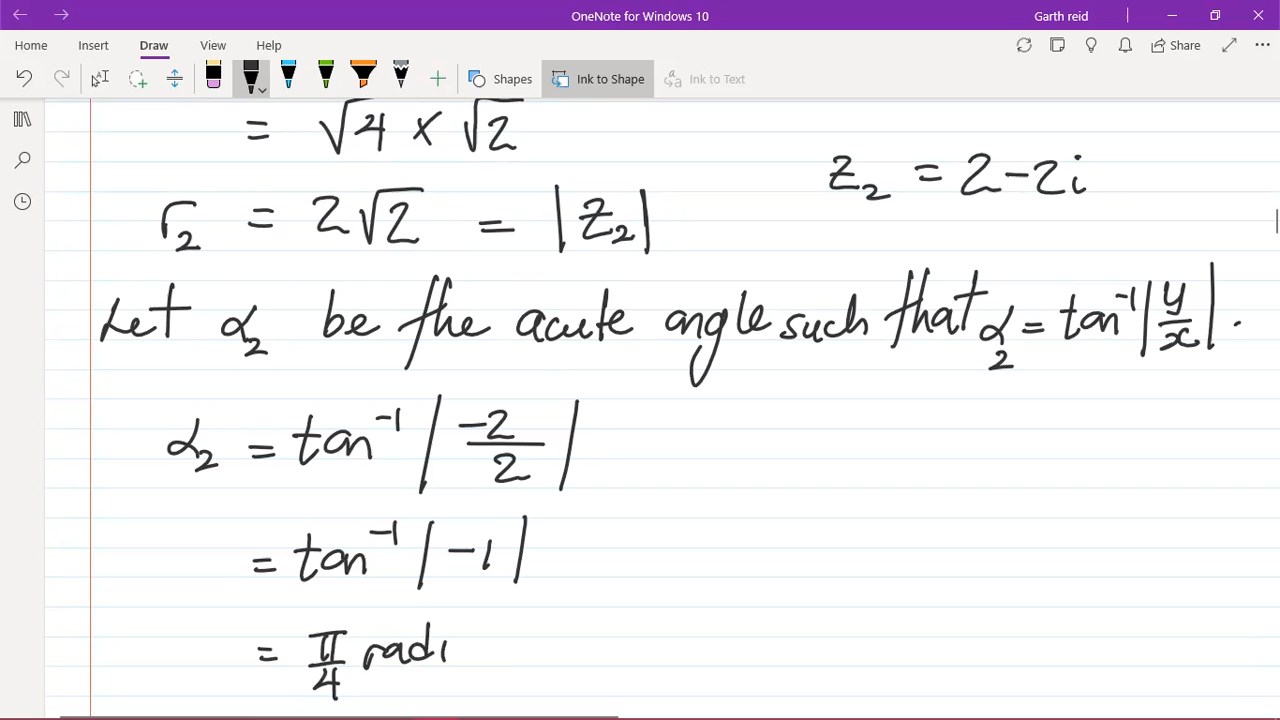 OneNote for Windows 10
Garth reid
Home Insert Draw View Help Share
Shapes Ink to Shape Ink to Text
= √4 × √2
z₂ = 2-2i
r₂ = 2√2 = |z₂|
Let α₂ be the acute angle such that α₂ = tan⁻¹|y/x|.
α₂ = tan⁻¹|-2/2|
= tan⁻¹|-1|
= π/4 radi